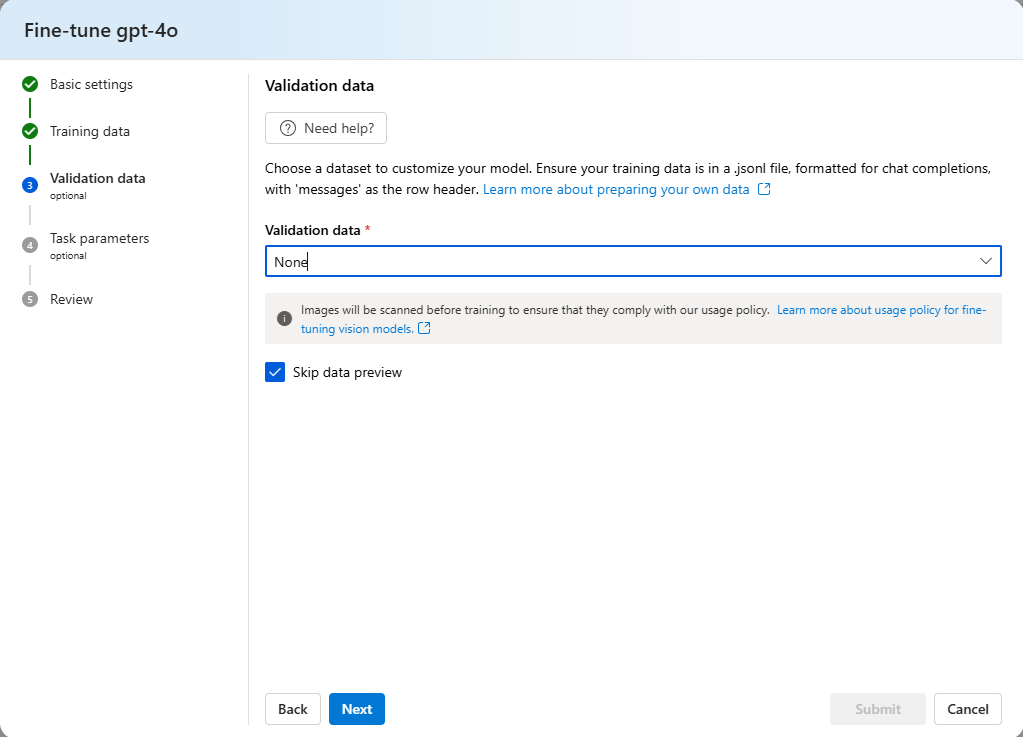 Fine-tune gpt-4o
Basic settings
Training data
3
Validation data
optional
4
Task parameters
optional
5
Review
Validation data
Need help?
Choose a dataset to customize your model. Ensure your training data is in a .jsonl file, formatted for chat completions,
with 'messages' as the row header. Learn more about preparing your own data
Validation data *
None
Images will be scanned before training to ensure that they comply with our usage policy. Learn more about usage policy for fine-
tuning vision models.
Skip data preview
Back
Next
Submit
Cancel